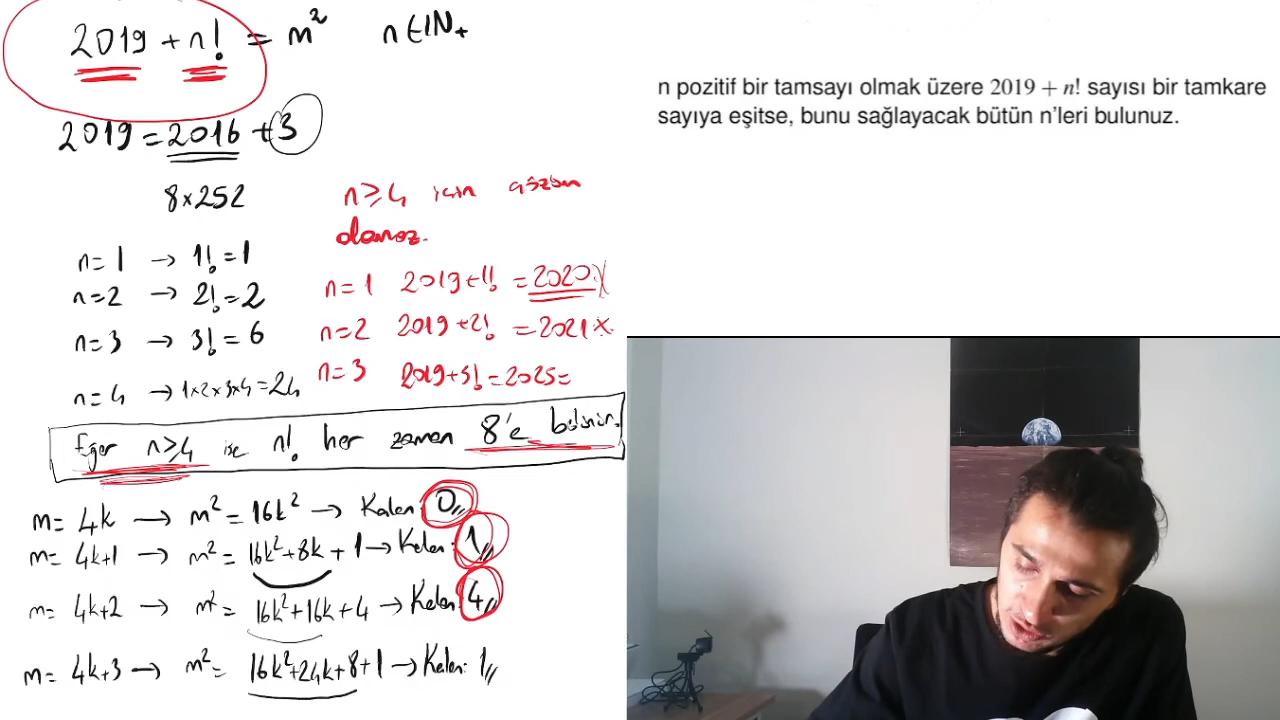 2019 + n! = m² n ∈ IN+
2019 = 2016 + 3
8x252
n = 1 → 1! = 1
n=2 → 2! = 2
n = 3 → 3! = 6
n = 4 → 1x2x3x4 = 24
n ≥ 4 için çözüm
olamaz.
n = 1 2019+1! = 2020 X
n=2 2019+2! = 2021 x
n=3 2019+3! = 2025 =
Eğer n ≥ 4 ise n! her zaman 8'e bölünür.
m= 4k → m² = 16k² → Kalan: 0
m= 4k+1 → m² = 16k²+8k + 1 → Kalan: 1
m= 4k+2 → m² = 16k²+16k+4 → Kalan: 4
m= 4k+3 → m² = 16k²+24k+8+1 → Kalan: 1
n pozitif bir tamsayı olmak üzere 2019 + n! sayısı bir tamkare
sayıya eşitse, bunu sağlayacak bütün n'leri bulunuz.